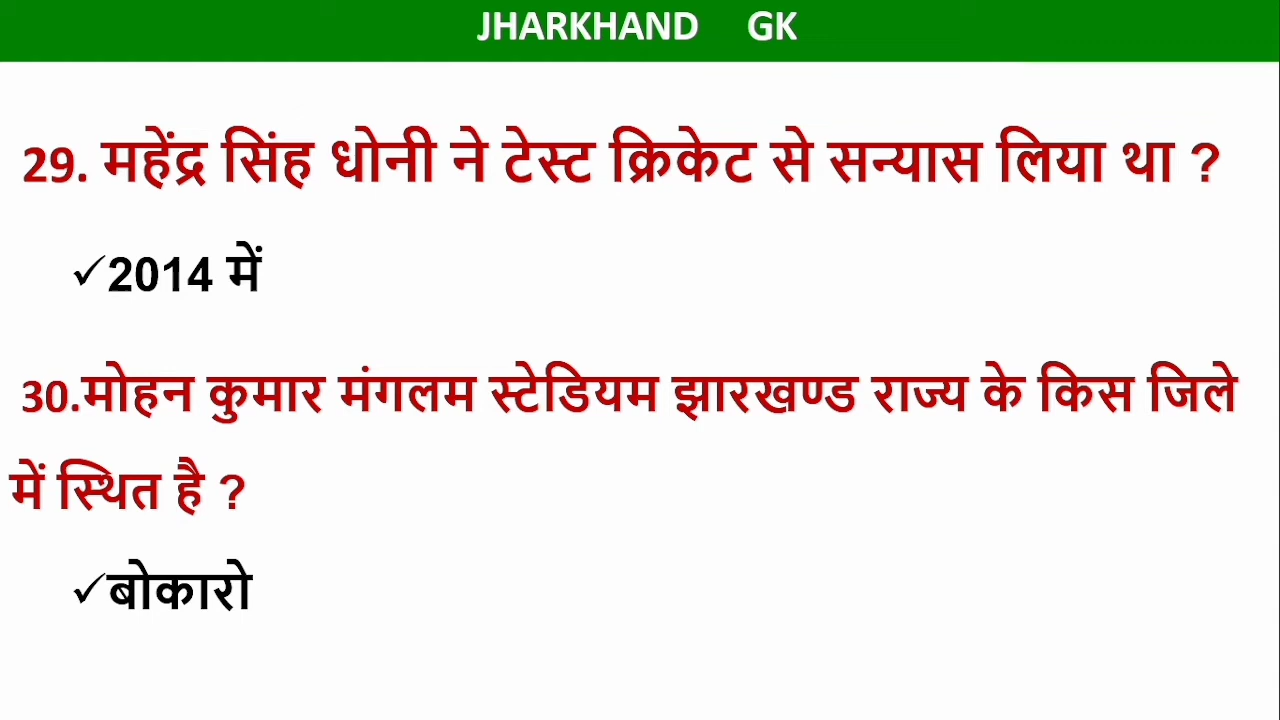 JHARKHAND GK
29. महेंद्र सिंह धोनी ने टेस्ट क्रिकेट से सन्यास लिया था ?
✓2014 में
30.मोहन कुमार मंगलम स्टेडियम झारखण्ड राज्य के किस जिले
में स्थित है ?
✓बोकारो